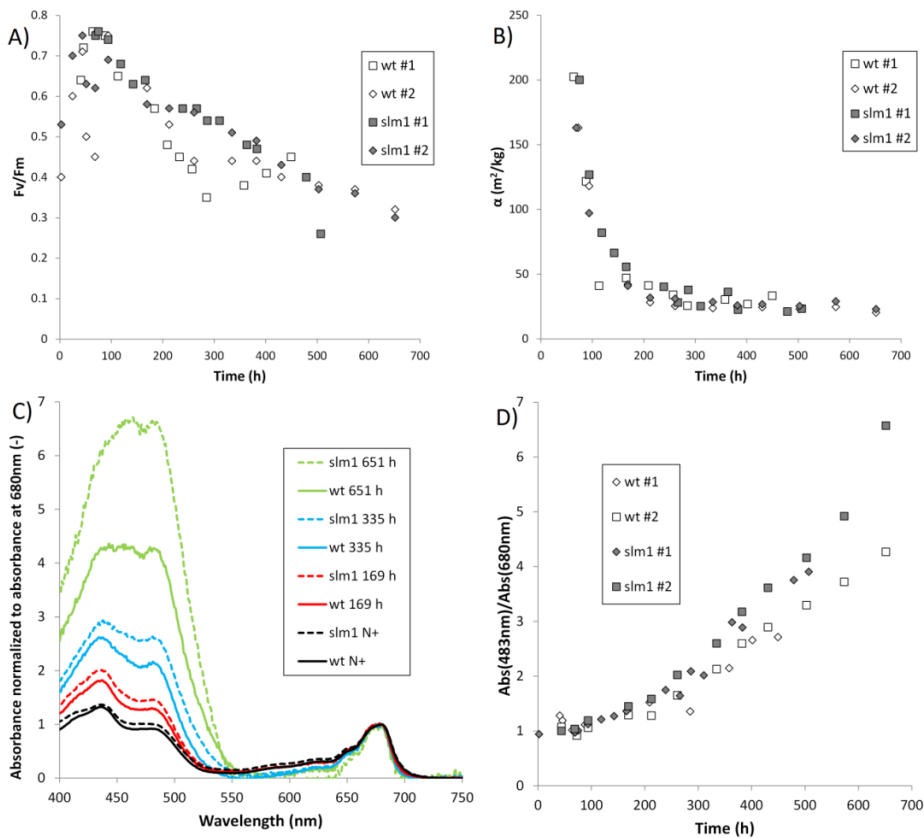 A)
0.8
0.7
0.6
0.5
0.4
0.3
0.2
0.1
0
Fv/Fm
0 100 200 300 400 500 600 700
Time (h)
wt #1
wt #2
slm1 #1
slm1 #2
B)
250
200
150
100
50
0
α (m²/kg)
0 100 200 300 400 500 600 700
Time (h)
wt #1
wt #2
slm1 #1
slm1 #2
C)
7
6
5
4
3
2
1
0
Absorbance normalized to absorbance at 680nm (-)
400 450 500 550 600 650 700 750
Wavelength (nm)
slm1 651 h
wt 651 h
slm1 335 h
wt 335 h
slm1 169 h
wt 169 h
slm1 N+
wt N+
D)
7
6
5
4
3
2
1
0
Abs(483nm)/Abs(680nm)
0 100 200 300 400 500 600 700
Time (h)
wt #1
wt #2
slm1 #1
slm1 #2